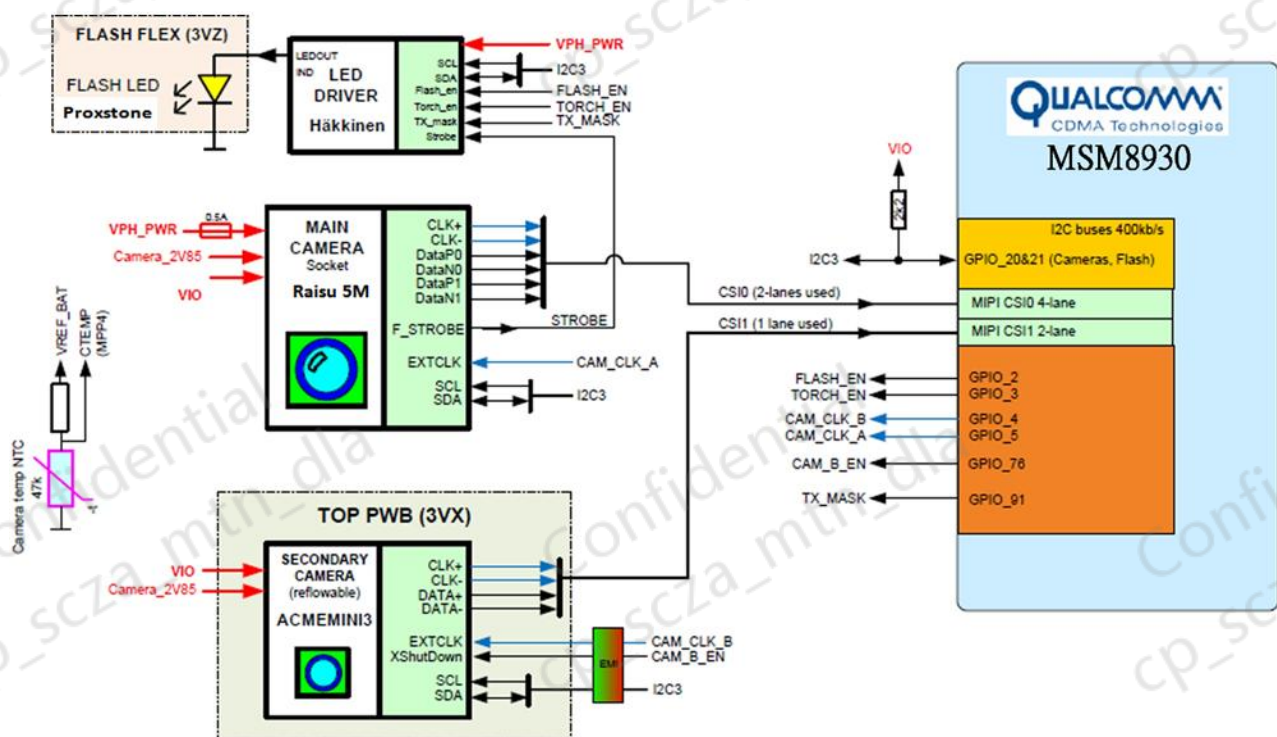 FLASH FLEX (3VZ)
FLASH LED
Proxstone
LEDOUT
IND
LED
DRIVER
Häkkinen
SCL
SDA
Flash_en
Torch_en
TX_mask
Strobe
VPH_PWR
I2C3
FLASH_EN
TORCH_EN
TX_MASK
VPH_PWR
0.5A
Camera_2V85
VIO
MAIN
CAMERA
Socket
Raisu 5M
CLK+
CLK-
DataP0
DataN0
DataP1
DataN1
F_STROBE
EXTCLK
SCL
SDA
STROBE
CAM_CLK_A
I2C3
VREF_BAT
CTEMP
(MPP4)
Camera temp NTC
47k
-t
TOP PWB (3VX)
VIO
Camera_2V85
SECONDARY
CAMERA
(reflowable)
ACMEMINI3
CLK+
CLK-
DATA+
DATA-
EXTCLK
XShutDown
SCL
SDA
EMI
CAM_CLK_B
CAM_B_EN
I2C3
QUALCOMM
CDMA Technologies
MSM8930
VIO
2k2
I2C3
I2C buses 400kb/s
GPIO_20&21 (Cameras, Flash)
CSI0 (2-lanes used)
MIPI CSI0 4-lane
CSI1 (1 lane used)
MIPI CSI1 2-lane
FLASH_EN
GPIO_2
TORCH_EN
GPIO_3
CAM_CLK_B
GPIO_4
CAM_CLK_A
GPIO_5
CAM_B_EN
GPIO_76
TX_MASK
GPIO_91
Confidential
cp_scza_mtn_dla
Confidential
cp_scza_mtn_dla